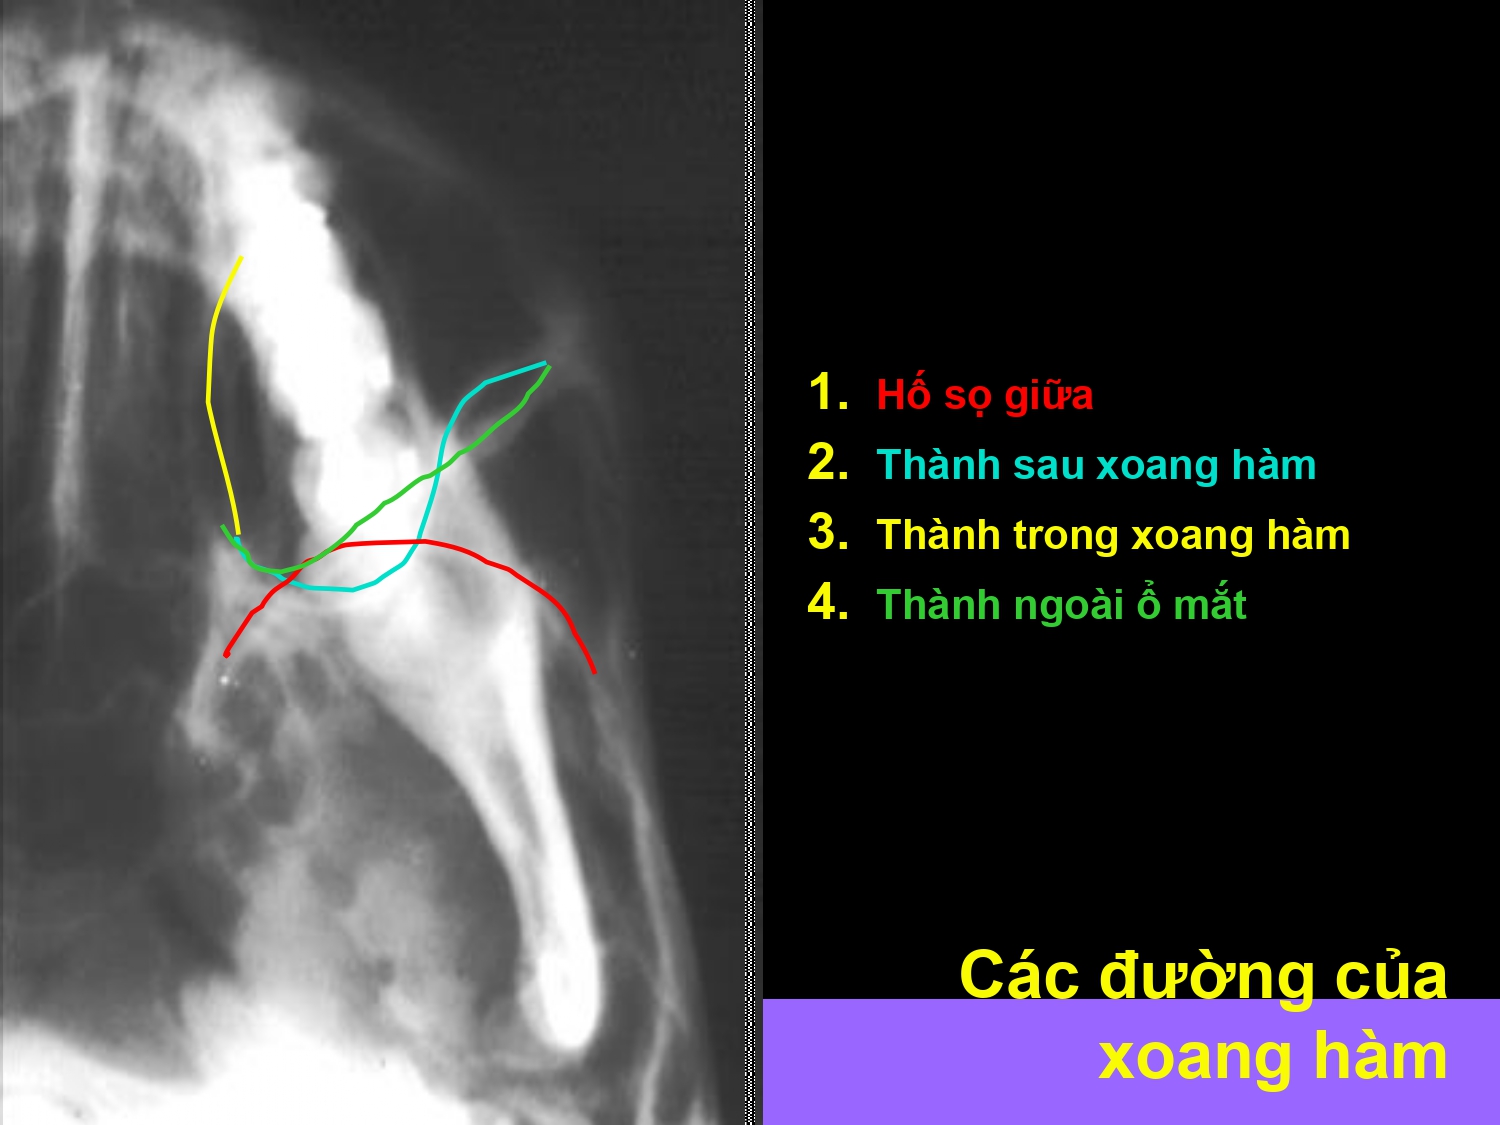 1. Hố sọ giữa
2. Thành sau xoang hàm
3. Thành trong xoang hàm
4. Thành ngoài ổ mắt
Các đường của
xoang hàm